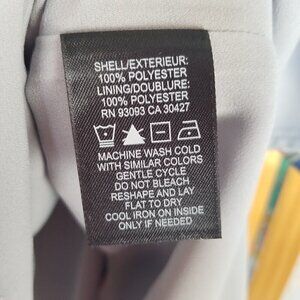 SHELL/EXTERIEUR:
100% POLYESTER
LINING/DOUBLURE:
100% POLYESTER
RN 93093 CA 30427
MACHINE WASH COLD
WITH SIMILAR COLORS
GENTLE CYCLE
DO NOT BLEACH
RESHAPE AND LAY
FLAT TO DRY
COOL IRON ON INSIDE
ONLY IF NEEDED